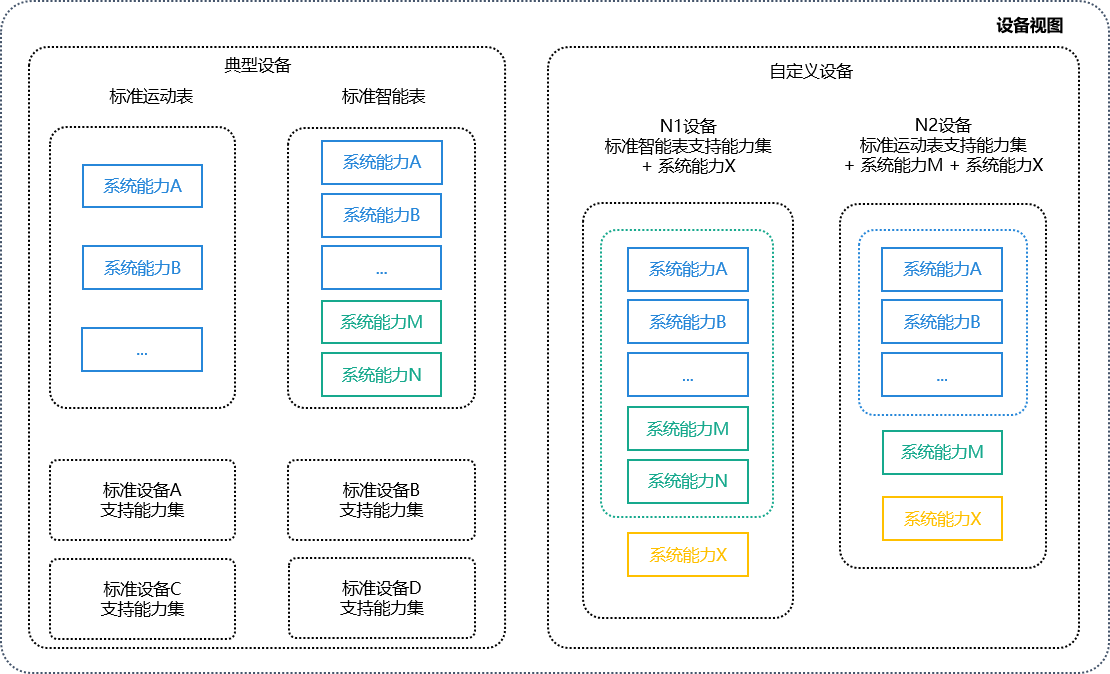 设备视图
典型设备
标准运动表
系统能力A
系统能力B
...
标准智能表
系统能力A
系统能力B
...
系统能力M
系统能力N
标准设备A
支持能力集
标准设备B
支持能力集
标准设备C
支持能力集
标准设备D
支持能力集
自定义设备
N1设备
标准智能表支持能力集
+ 系统能力X
系统能力A
系统能力B
...
系统能力M
系统能力N
系统能力X
N2设备
标准运动表支持能力集
+ 系统能力M + 系统能力X
系统能力A
系统能力B
...
系统能力M
系统能力X